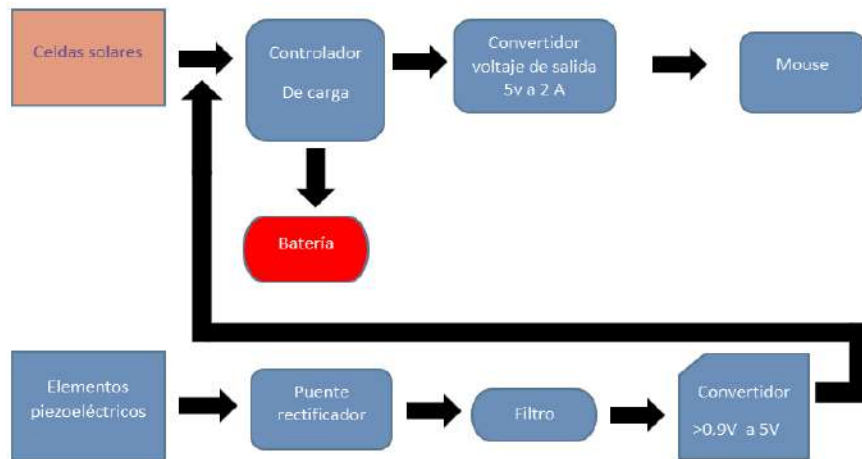 Celdas solares
Controlador
De carga
Convertidor
voltaje de salida
5v a 2 A
Mouse
Batería
Elementos
piezoeléctricos
Puente
rectificador
Filtro
Convertidor
>0.9V a 5V